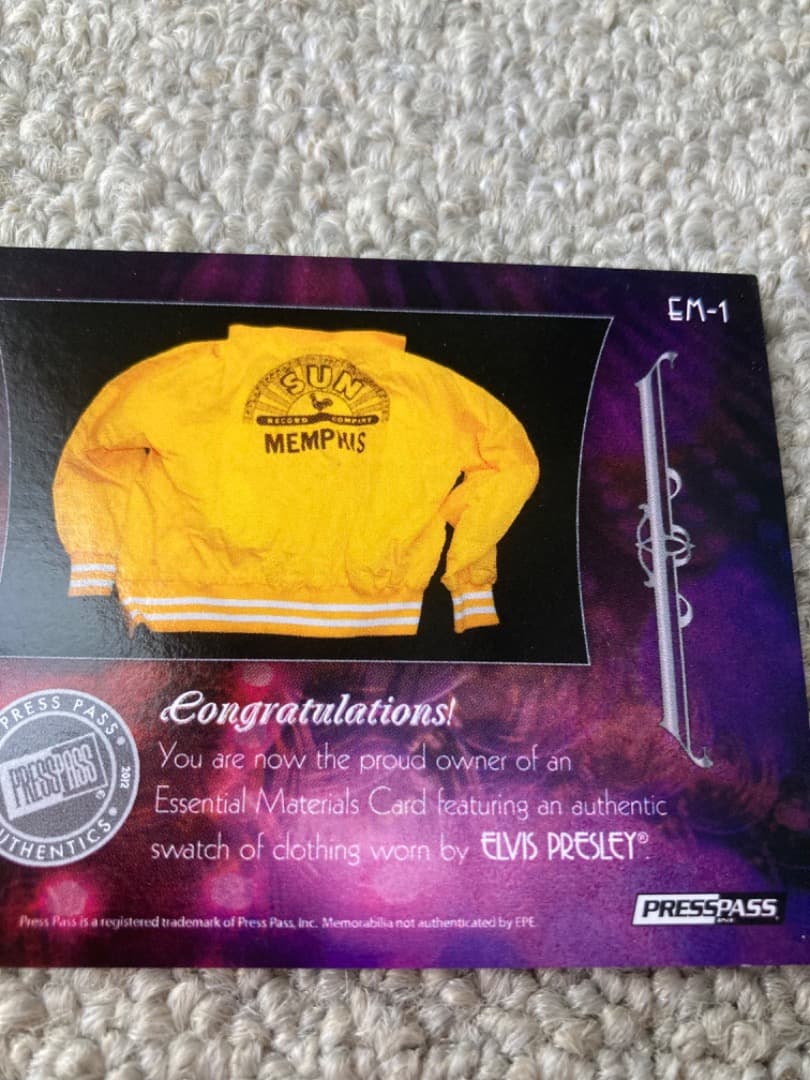 EM-1
SUN
RECORD COMPANY
MEMPHIS
Congratulations!
You are now the proud owner of an
Essential Materials Card featuring an authentic
swatch of clothing worn by ELVIS PRESLEY®.
PRESS PASS
PRESSPASS®
2012
AUTHENTICS
Press Pass is a registered trademark of Press Pass, Inc. Memorabilia not authenticated by EPE.
PRESSPASS